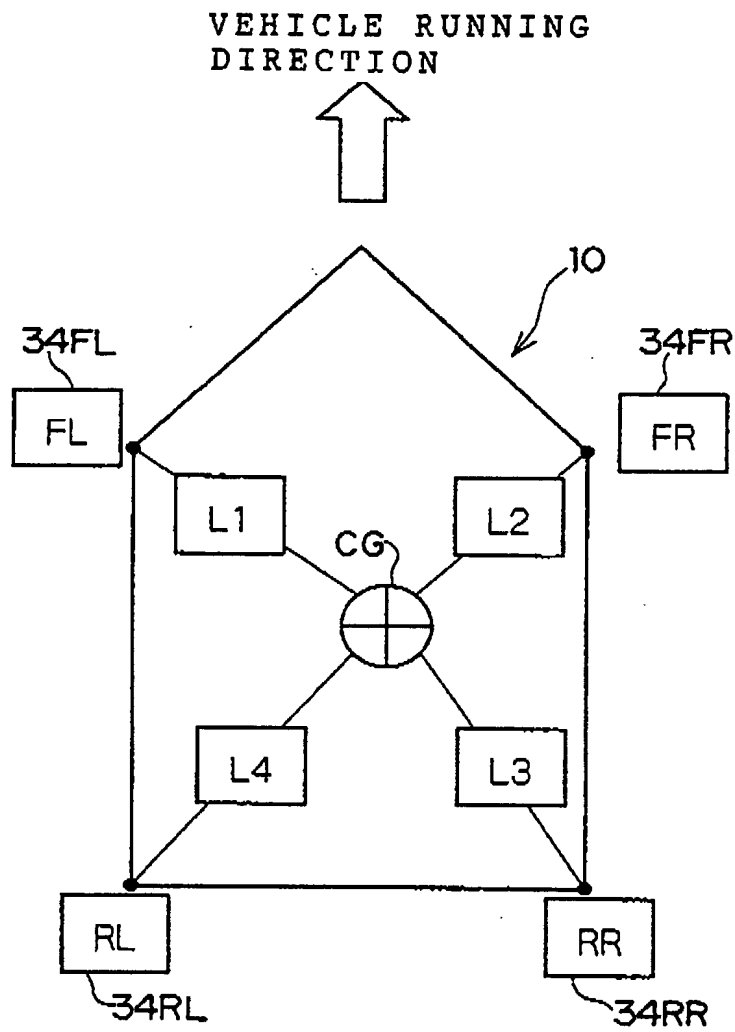 VEHICLE RUNNING
DIRECTION
10
34FL
34FR
FL
FR
L1
L2
CG
L4
L3
RL
RR
34RL
34RR